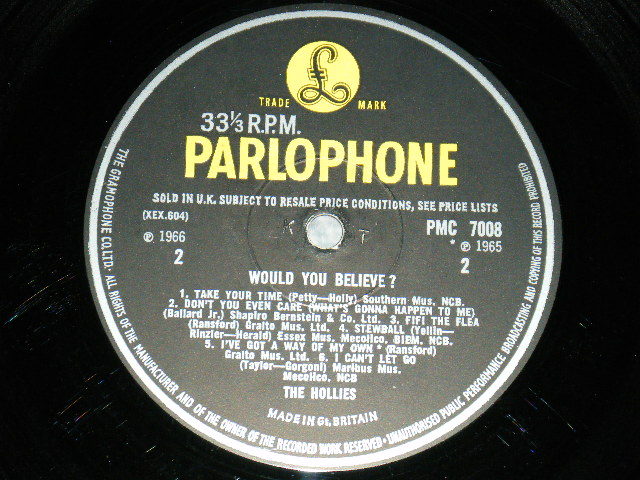 £
TRADE MARK
33⅓ R.P.M.
PARLOPHONE
SOLD IN U.K. SUBJECT TO RESALE PRICE CONDITIONS, SEE PRICE LISTS
(XEX.604) PMC 7008
℗ 1966 * ℗ 1965
2 2
K T
WOULD YOU BELIEVE?
1. TAKE YOUR TIME (Petty—Holly) Southern Mus. NCB.
2. DON'T YOU EVEN CARE (WHAT'S GONNA HAPPEN TO ME)
(Ballard Jr.) Shapiro Bernstein & Co. Ltd. 3. FIFI THE FLEA
(Ransford) Gralto Mus. Ltd. 4. STEWBALL (Yellin—
Rinzler—Herald) Essex Mus. Mecolico, BIEM, NCB.
5. I'VE GOT A WAY OF MY OWN * (Ransford)
Gralto Mus. Ltd. 6. I CAN'T LET GO
(Taylor—Gorgoni) Maribus Mus.
Mecolico. NCB
THE HOLLIES
MADE IN GT. BRITAIN
THE GRAMOPHONE CO. LTD. · ALL RIGHTS OF THE MANUFACTURER AND OF THE OWNER OF THE RECORDED WORK RESERVED · UNAUTHORISED PUBLIC PERFORMANCE BROADCASTING AND COPYING OF THIS RECORD PROHIBITED